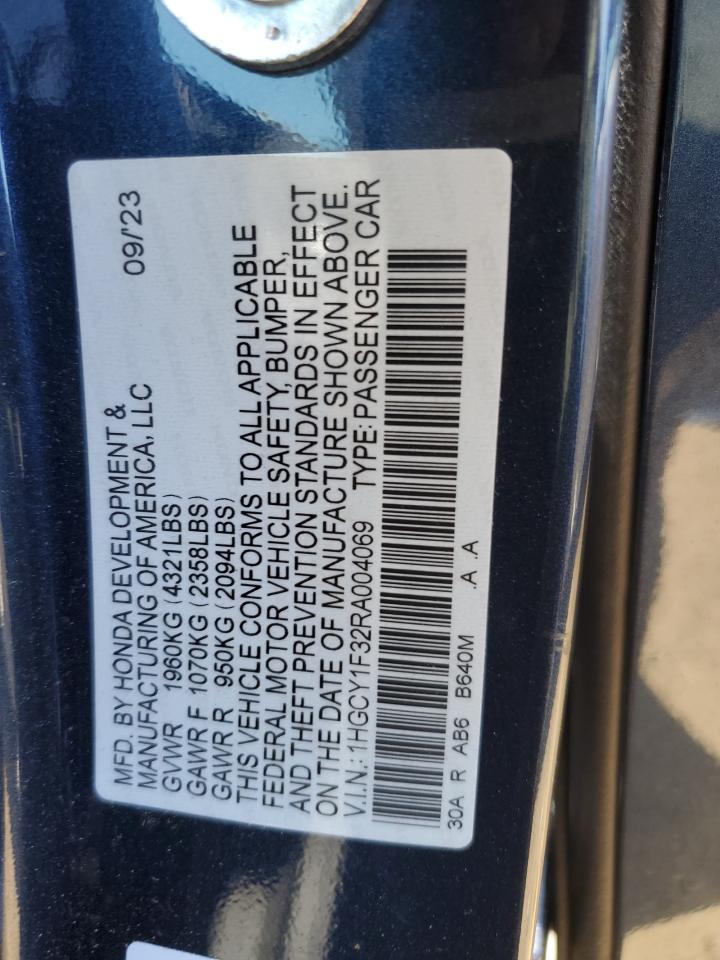 MFD. BY HONDA DEVELOPMENT & 09/'23
MANUFACTURING OF AMERICA, LLC
GVWR 1960KG (4321LBS)
GAWR F 1070KG (2358LBS)
GAWR R 950KG (2094LBS)
THIS VEHICLE CONFORMS TO ALL APPLICABLE
FEDERAL MOTOR VEHICLE SAFETY, BUMPER,
AND THEFT PREVENTION STANDARDS IN EFFECT
ON THE DATE OF MANUFACTURE SHOWN ABOVE.
V.I.N.: 1HGCY1F32RA004069 TYPE: PASSENGER CAR
30A R AB6 B640M .A .A